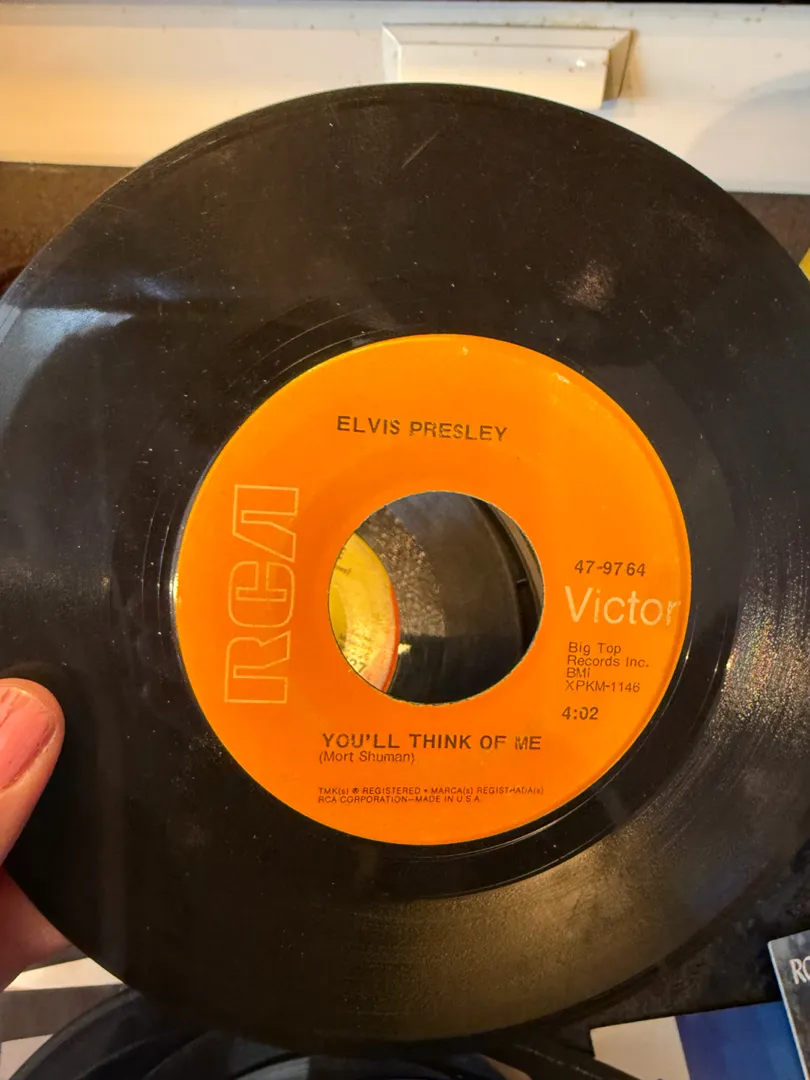 ELVIS PRESLEY
RCA
47-9764
Victor
Big Top
Records Inc.
BMI
XPKM-1146
4:02
YOU'LL THINK OF ME
(Mort Shuman)
TMK(s) ® REGISTERED • MARCA(s) REGISTRADA(s)
RCA CORPORATION—MADE IN U.S.A.